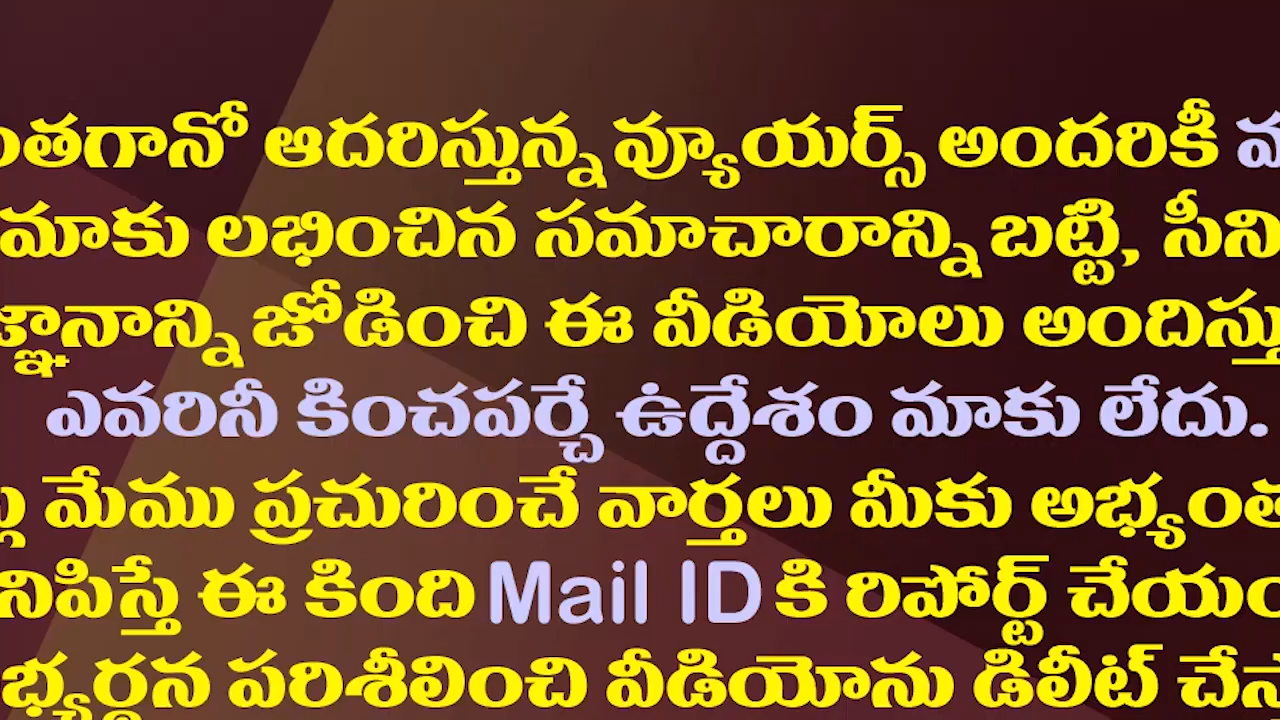 ఆదరిస్తున్న వ్యూయర్స్ అందరికీ
మాకు లభించిన సమాచారాన్ని బట్టి,
జోడించి ఈ వీడియోలు
ఎవరినీ కించపర్చే ఉద్దేశం మాకు లేదు.
మేము ప్రచురించే వార్తలు మీకు
ఈ కింది Mail ID కి రిపోర్ట్
పరిశీలించి వీడియోను డిలీట్